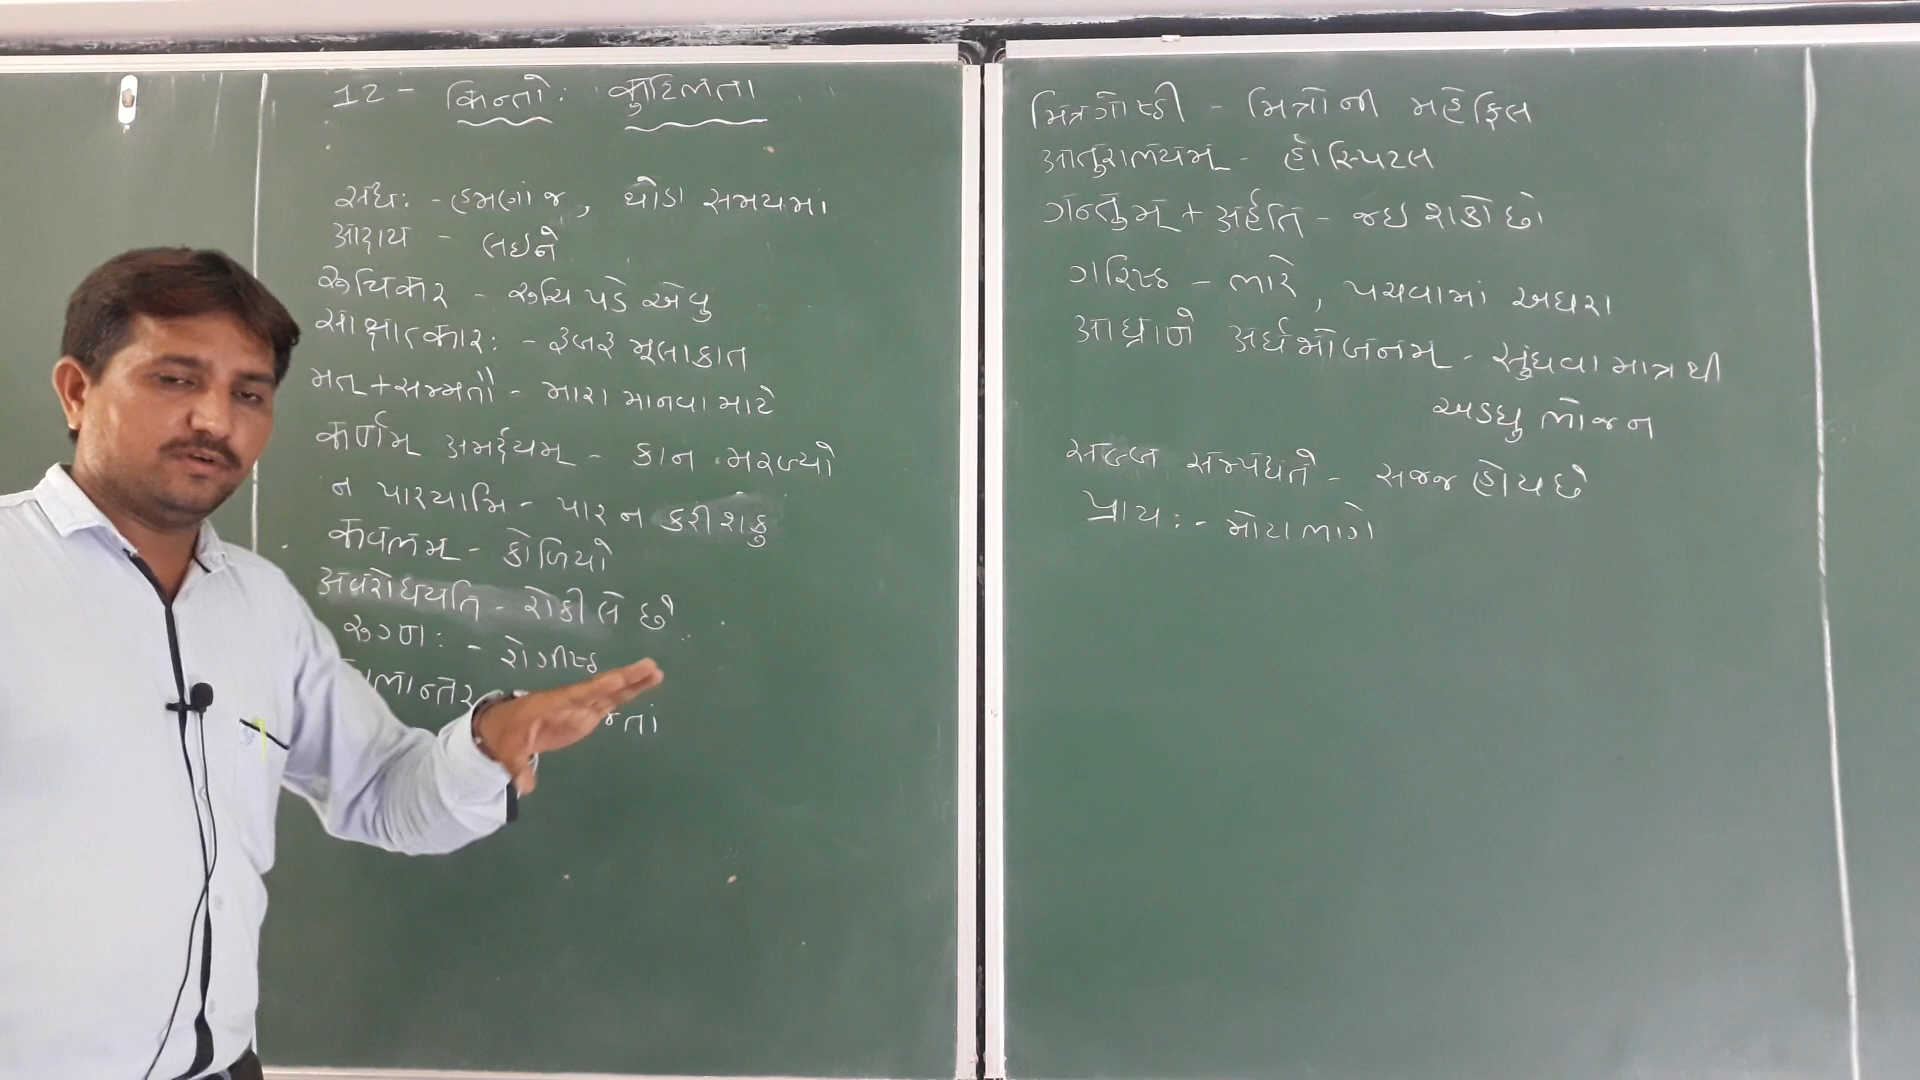 12 - किन्तोः कुटिलता
सद्यः - હમણાં જ, થોડા સમયમાં
आदाय - લઈને
रुचिकर - રુચિ પડે એવુ
साक्षात्कारः - રૂબરૂ મૂલાકાત
मत् + सम्मतौ - મારા માનવા માટે
कर्णम् अमर्दयम् - કાન મરળ્યો
न पारयामि - પાર ન કરી શકુ
कवलम् - કોળિયો
अवरोधयति - રોકી લે છે
रुग्णः - રોગીષ્ઠ
मित्रगोष्ठी - મિત્રોની મહેફિલ
आतुरालयम् - હોસ્પિટલ
गन्तुम् + अर्हति - જઇ શકો છો
गरिष्ठ - ભારે, પચવામાં અઘરા
आघ्राणे अर्धभोजनम् - સુંઘવા માત્ર થી
અડધુ ભોજન
सज्ज सम्पद्यते - સજ્જ હોય છે
प्रायः - મોટા ભાગે